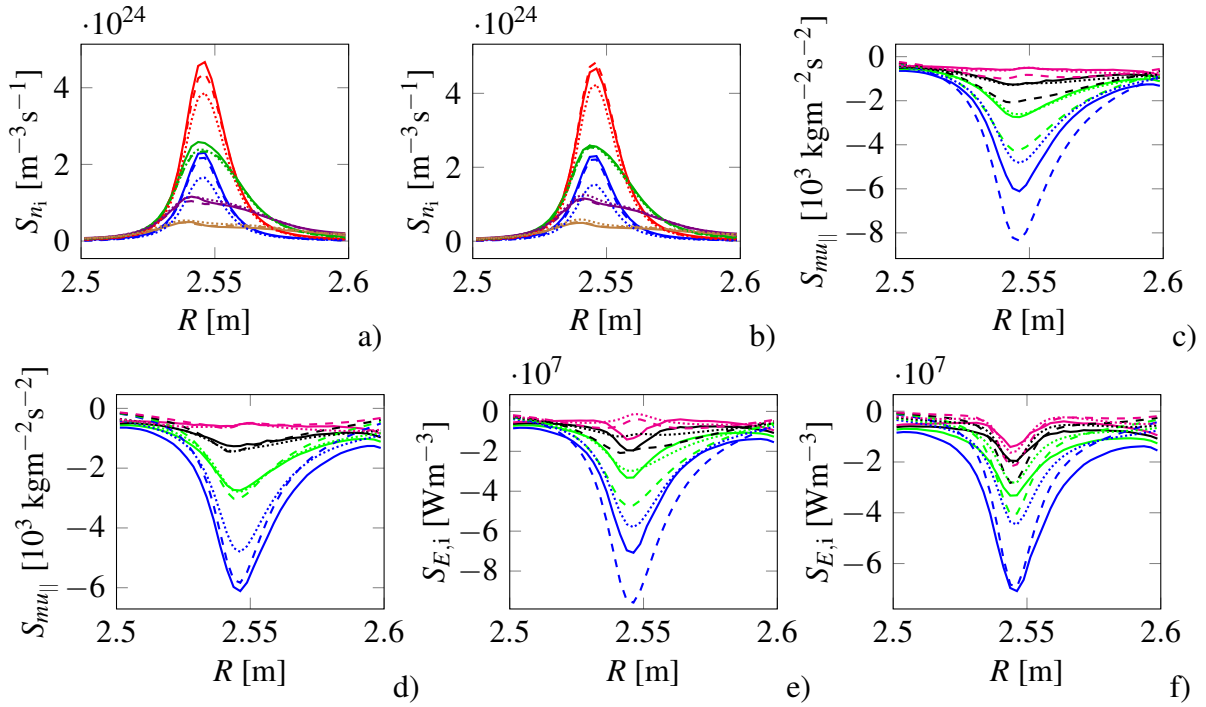 ·10^24
S_{n_i} [m^−3 s^−1]
4
2
0
2.5 2.55 2.6
R [m]
a)
·10^24
S_{n_i} [m^−3 s^−1]
4
2
0
2.5 2.55 2.6
R [m]
b)
S_{mu_||} [10^3 kgm^−2 s^−2]
0
−2
−4
−6
−8
2.5 2.55 2.6
R [m]
c)
S_{mu_||} [10^3 kgm^−2 s^−2]
0
−2
−4
−6
2.5 2.55 2.6
R [m]
d)
·10^7
S_{E,i} [Wm^−3]
0
−2
−4
−6
−8
2.5 2.55 2.6
R [m]
e)
·10^7
S_{E,i} [Wm^−3]
0
−2
−4
−6
2.5 2.55 2.6
R [m]
f)